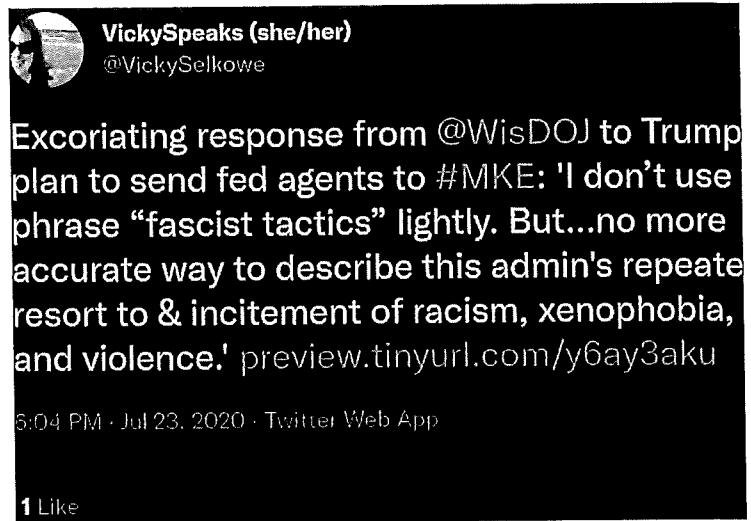 VickySpeaks (she/her)
@VickySelkowe
Excoriating response from @WisDOJ to Trump
plan to send fed agents to #MKE: 'I don’t use
phrase “fascist tactics” lightly. But...no more
accurate way to describe this admin's repeate
resort to & incitement of racism, xenophobia,
and violence.' preview.tinyurl.com/y6ay3aku
6:04 PM · Jul 23, 2020 · Twitter Web App
1 Like